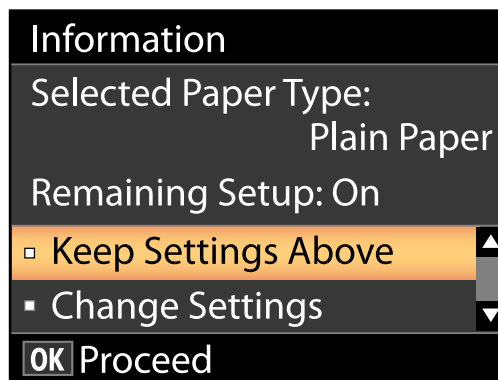 Information
Selected Paper Type:
Plain Paper
Remaining Setup: On
Keep Settings Above
Change Settings
OK Proceed